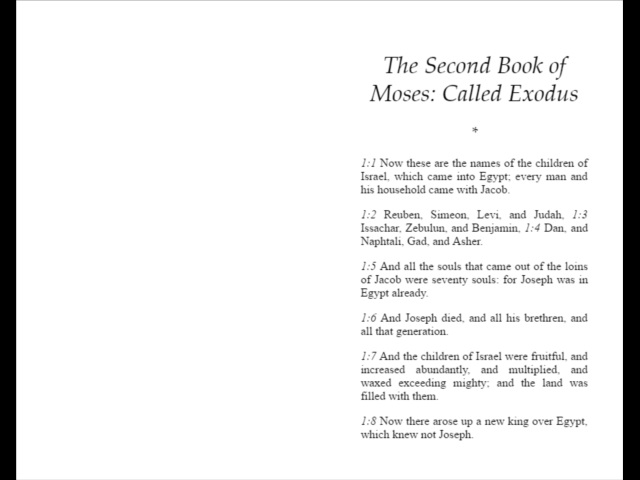 The Second Book of
Moses: Called Exodus
*
1:1 Now these are the names of the children of
Israel, which came into Egypt; every man and
his household came with Jacob.
1:2 Reuben, Simeon, Levi, and Judah, 1:3
Issachar, Zebulun, and Benjamin, 1:4 Dan, and
Naphtali, Gad, and Asher.
1:5 And all the souls that came out of the loins
of Jacob were seventy souls: for Joseph was in
Egypt already.
1:6 And Joseph died, and all his brethren, and
all that generation.
1:7 And the children of Israel were fruitful, and
increased abundantly, and multiplied, and
waxed exceeding mighty; and the land was
filled with them.
1:8 Now there arose up a new king over Egypt,
which knew not Joseph.